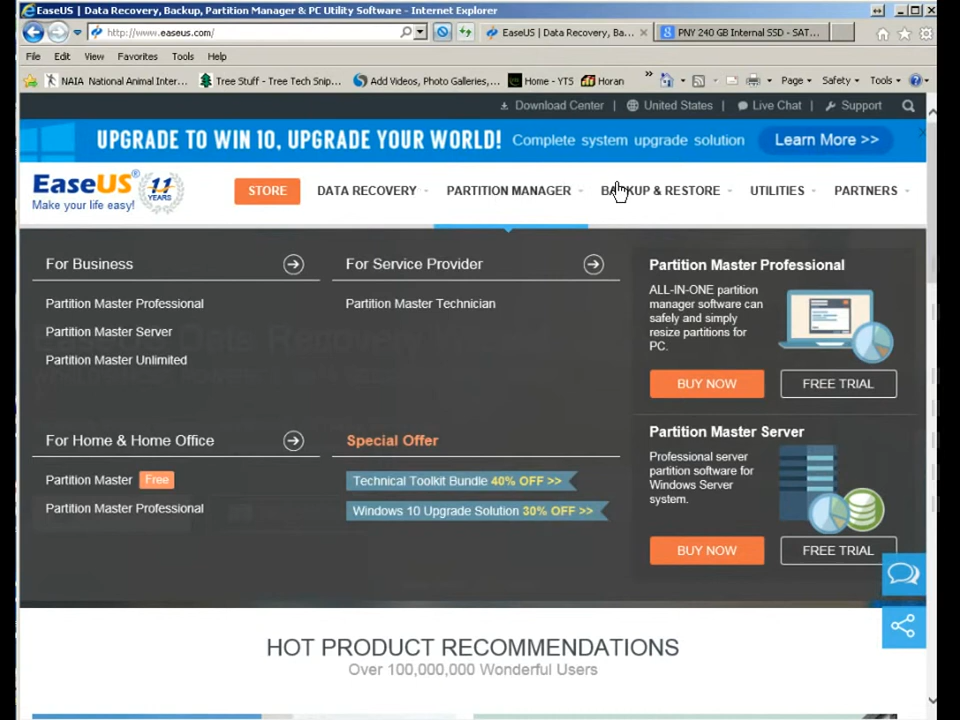 EaseUS | Data Recovery, Backup, Partition Manager & PC Utility Software - Internet Explorer
http://www.easeus.com/
EaseUS | Data Recovery, Ba...
PNY 240 GB Internal SSD - SAT...
File Edit View Favorites Tools Help
NAIA National Animal Inter...
Tree Stuff - Tree Tech Snip...
Add Videos, Photo Galleries,...
Home - YTS
Horan
Page
Safety
Tools
Download Center | United States | Live Chat | Support
UPGRADE TO WIN 10, UPGRADE YOUR WORLD! Complete system upgrade solution Learn More >>
EaseUS®
Make your life easy!
11
YEARS
STORE DATA RECOVERY PARTITION MANAGER BACKUP & RESTORE UTILITIES PARTNERS
For Business
Partition Master Professional
Partition Master Server
Partition Master Unlimited
For Service Provider
Partition Master Technician
Partition Master Professional
ALL-IN-ONE partition
manager software can
safely and simply
resize partitions for
PC.
BUY NOW FREE TRIAL
For Home & Home Office
Partition Master Free
Partition Master Professional
Special Offer
Technical Toolkit Bundle 40% OFF >>
Windows 10 Upgrade Solution 30% OFF >>
Partition Master Server
Professional server
partition software for
Windows Server
system.
BUY NOW FREE TRIAL
HOT PRODUCT RECOMMENDATIONS
Over 100,000,000 Wonderful Users